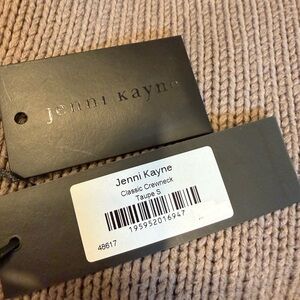 jenni kayne
Jenni Kayne
Classic Crewneck
Taupe S
195952016947
48617